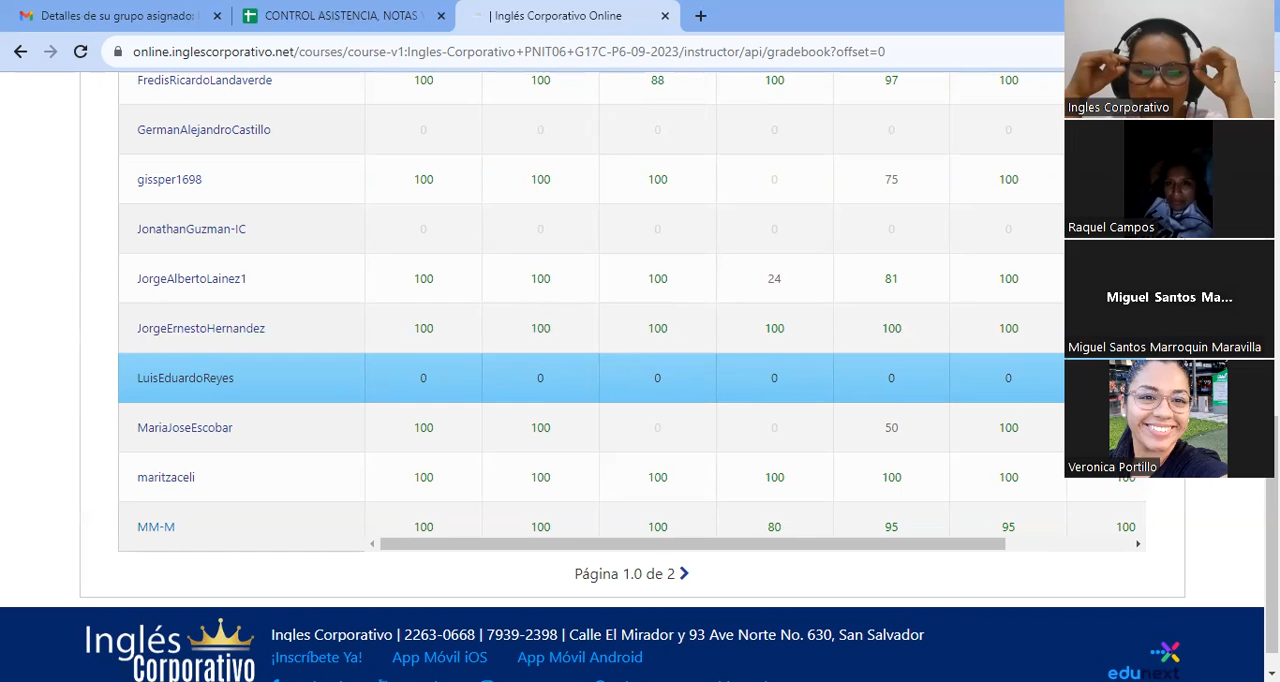 Detalles de su grupo asignado:
CONTROL ASISTENCIA, NOTAS Y
| Inglés Corporativo Online
online.inglescorporativo.net/courses/course-v1:Ingles-Corporativo+PNIT06+G17C-P6-09-2023/instructor/api/gradebook?offset=0
FredisRicardoLandaverde 100 100 88 100 97 100
GermanAlejandroCastillo 0 0 0 0 0 0
gissper1698 100 100 100 0 75 100
JonathanGuzman-IC 0 0 0 0 0 0
JorgeAlbertoLainez1 100 100 100 24 81 100
JorgeErnestoHernandez 100 100 100 100 100 100
LuisEduardoReyes 0 0 0 0 0 0
MariaJoseEscobar 100 100 0 0 50 100
maritzaceli 100 100 100 100 100 100 100
MM-M 100 100 100 80 95 95 100
Página 1.0 de 2
Inglés Corporativo
Ingles Corporativo | 2263-0668 | 7939-2398 | Calle El Mirador y 93 Ave Norte No. 630, San Salvador
¡Inscríbete Ya! App Móvil iOS App Móvil Android
edunext
Ingles Corporativo
Raquel Campos
Miguel Santos Ma...
Miguel Santos Marroquin Maravilla
Veronica Portillo